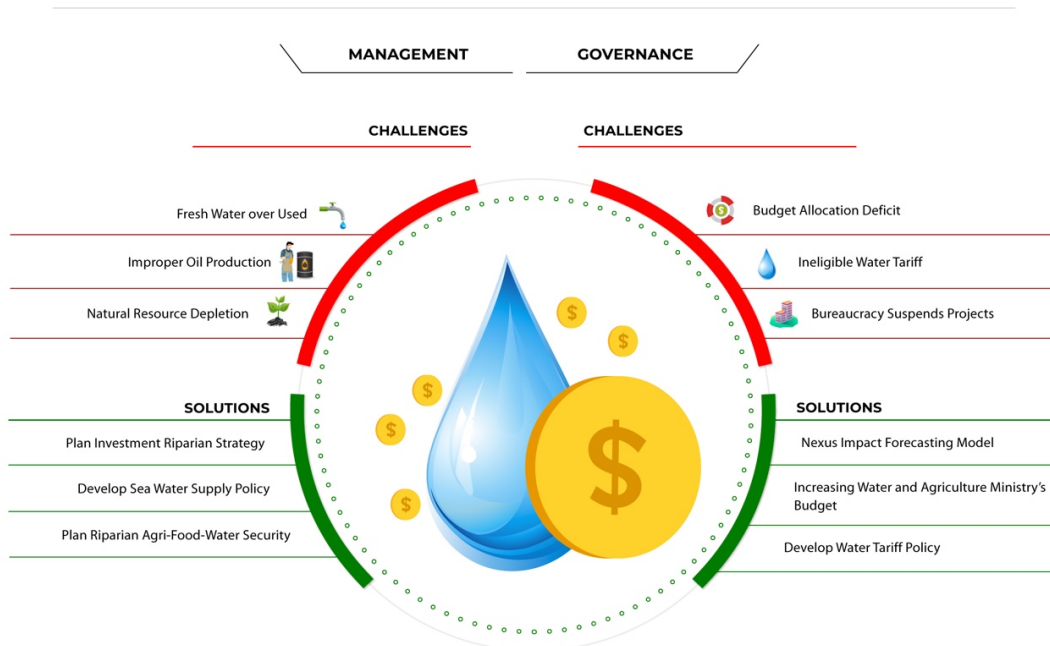 MANAGEMENT
GOVERNANCE
CHALLENGES
CHALLENGES
Fresh Water over Used
Improper Oil Production
Natural Resource Depletion
Budget Allocation Deficit
Ineligible Water Tariff
Bureaucracy Suspends Projects
SOLUTIONS
Plan Investment Riparian Strategy
Develop Sea Water Supply Policy
Plan Riparian Agri-Food-Water Security
SOLUTIONS
Nexus Impact Forecasting Model
Increasing Water and Agriculture Ministry's
Budget
Develop Water Tariff Policy
$
$
$
$
$
$
$